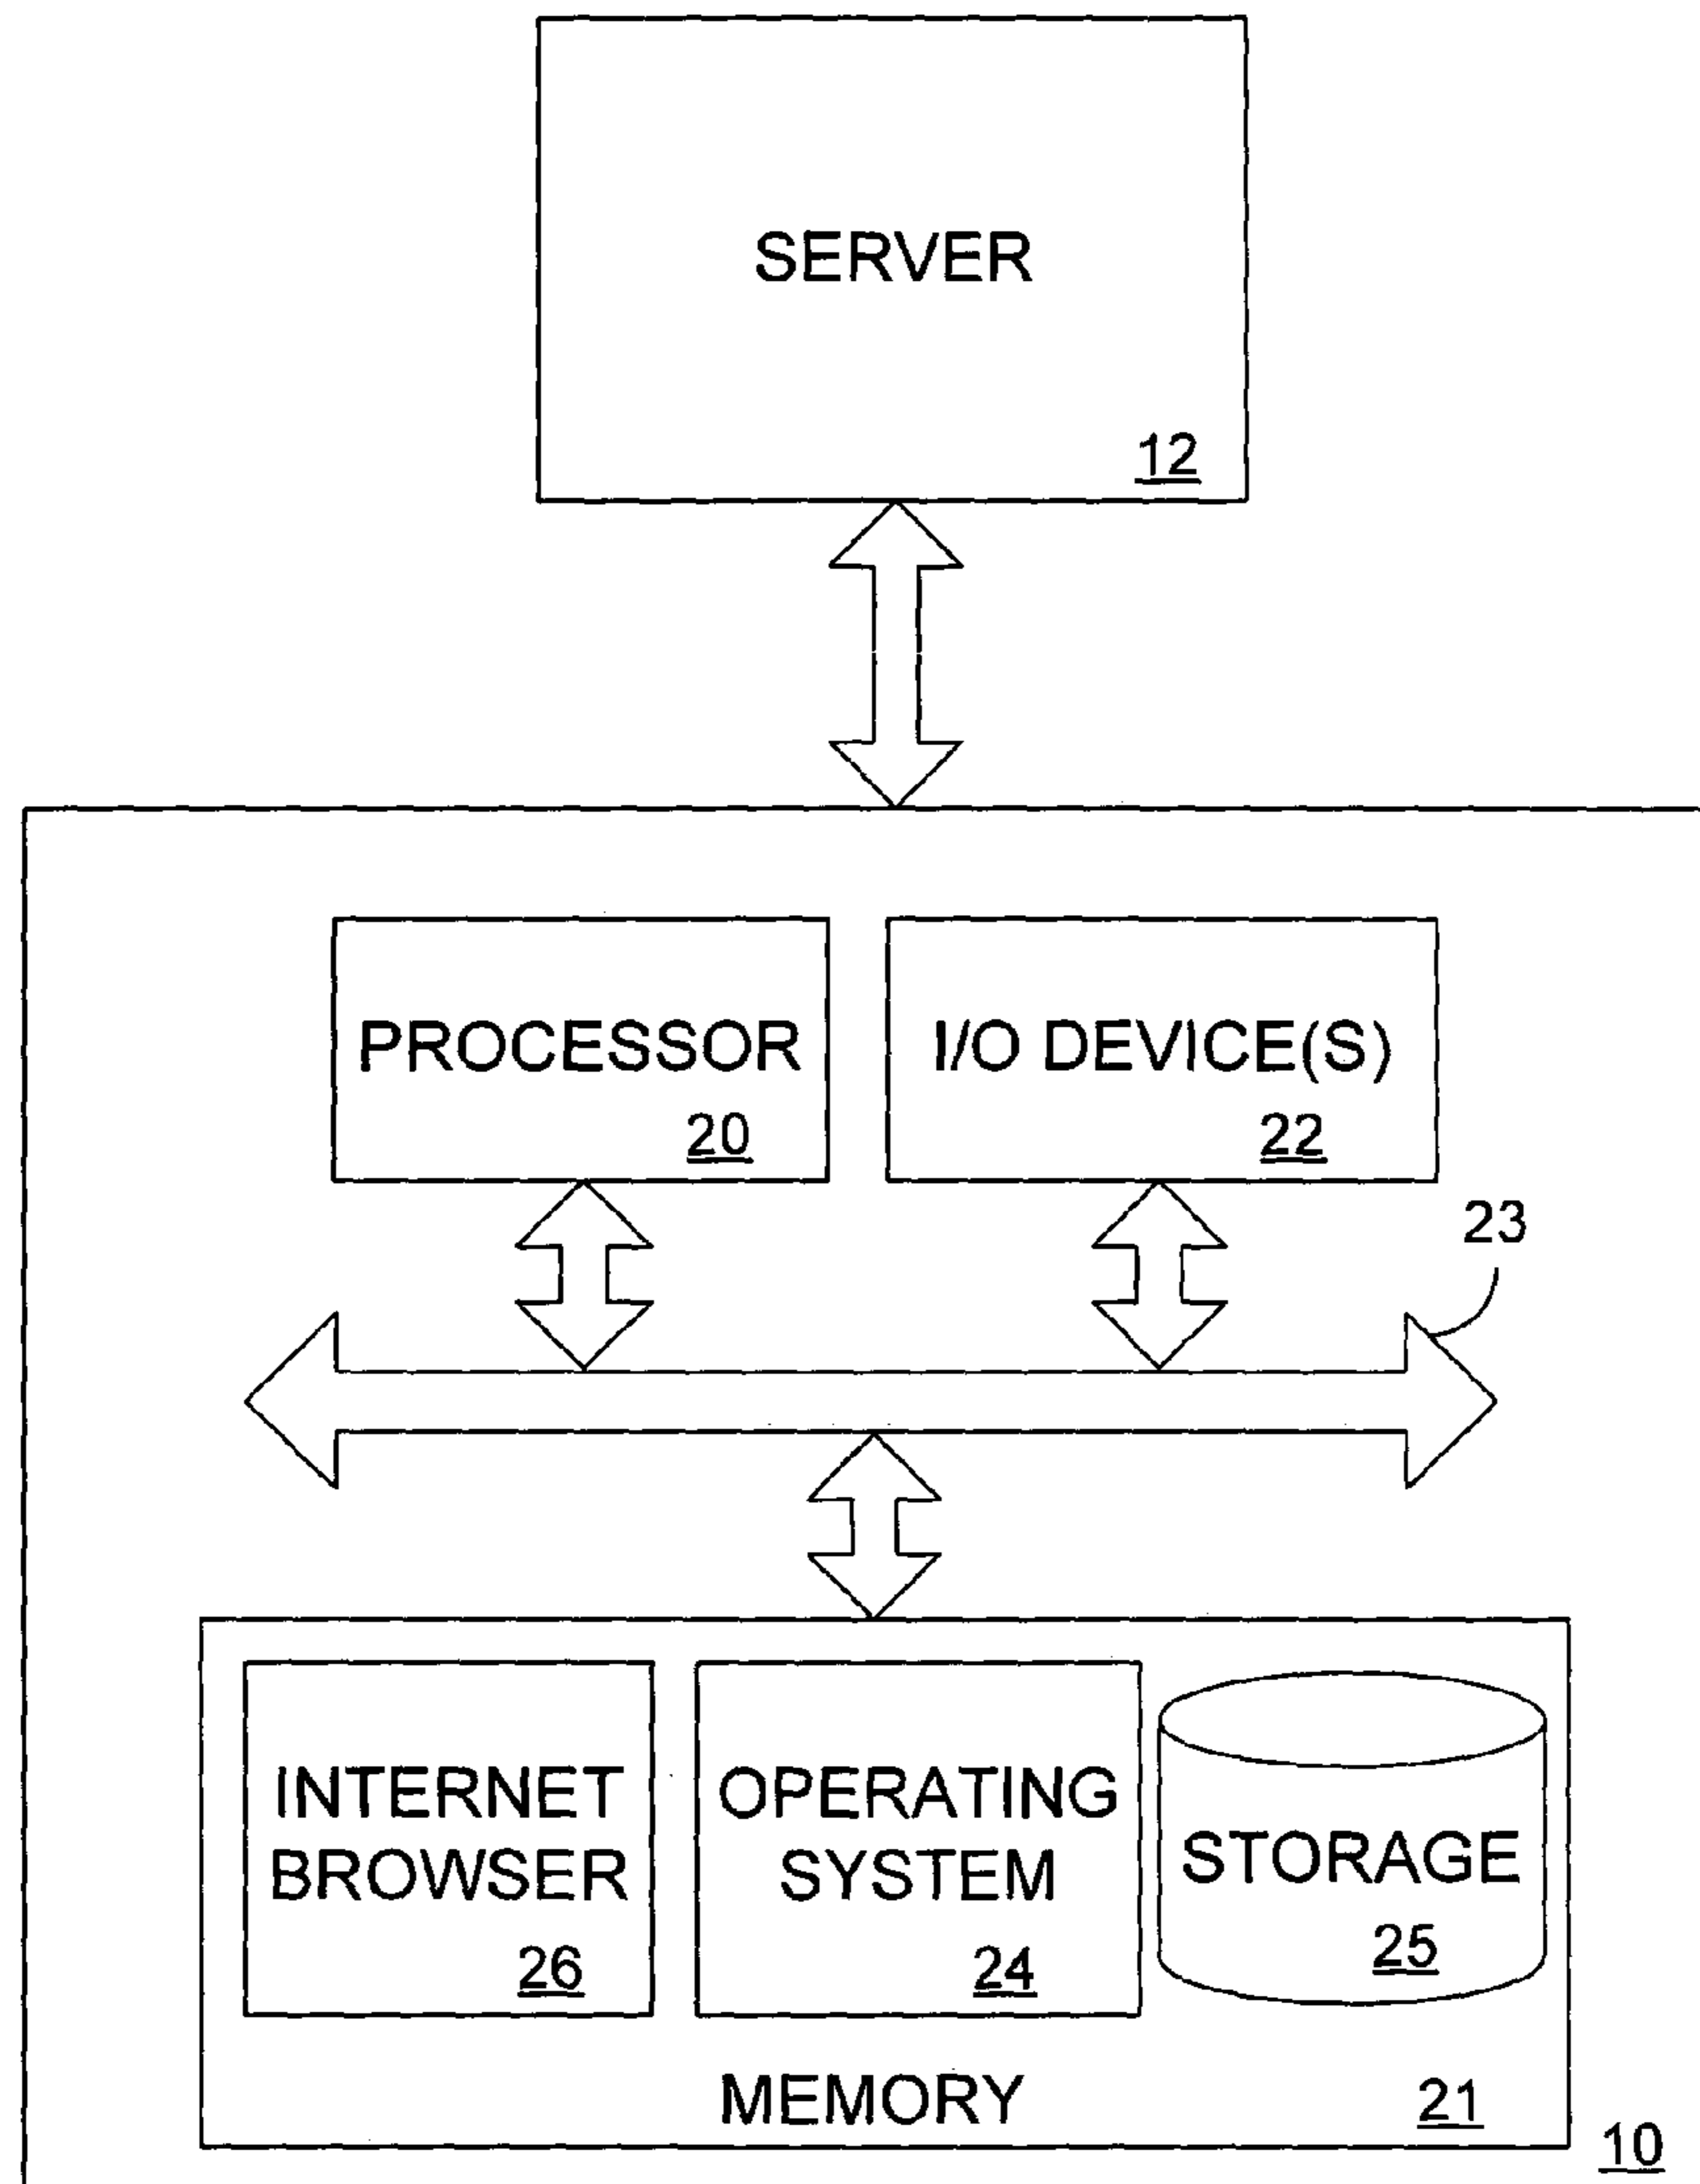 SERVER
12
PROCESSOR
20
I/O DEVICE(S)
22
23
INTERNET
BROWSER
26
OPERATING
SYSTEM
24
STORAGE
25
MEMORY
21
10